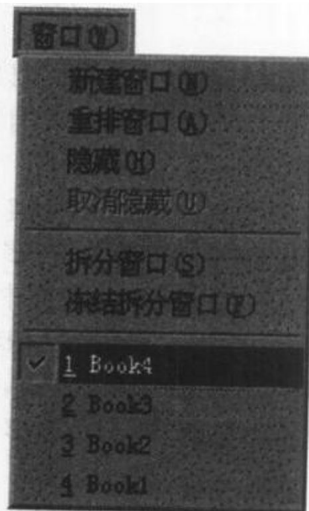 窗口(W)
新建窗口(N)
重排窗口(A)
隐藏(H)
取消隐藏(U)
拆分窗口(S)
冻结拆分窗口(F)
✓ 1 Book4
2 Book3
3 Book2
4 Book1